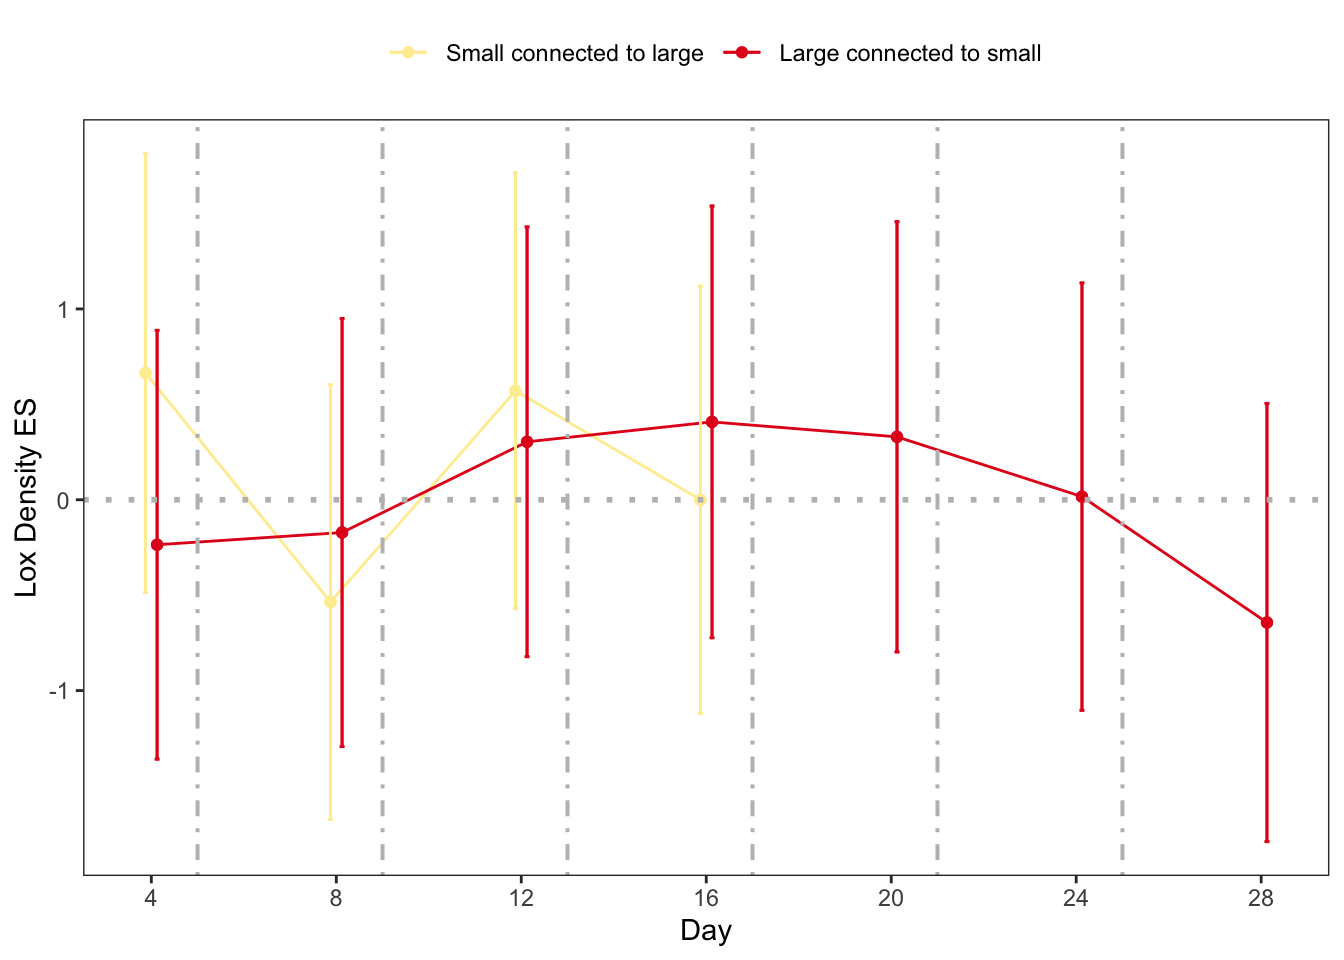 Small connected to large Large connected to small
Lox Density ES
1
0
-1
4 8 12 16 20 24 28
Day